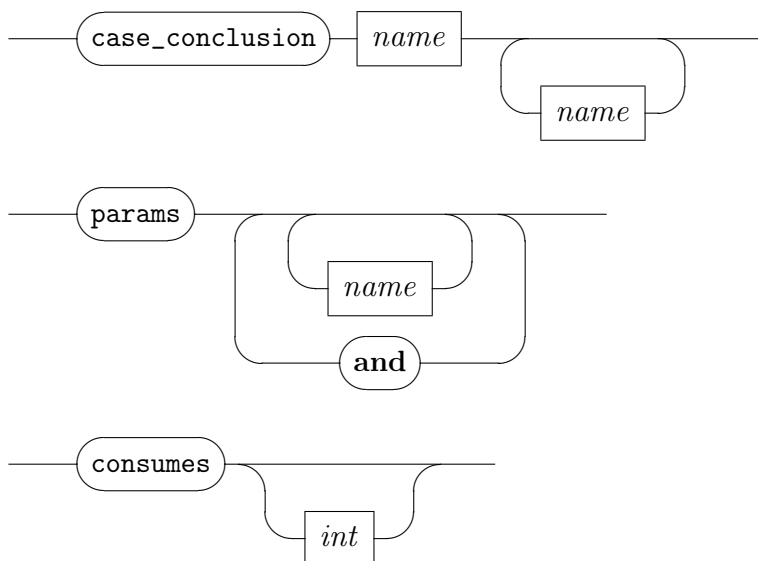 case_conclusion name
name
params
name
and
consumes
int